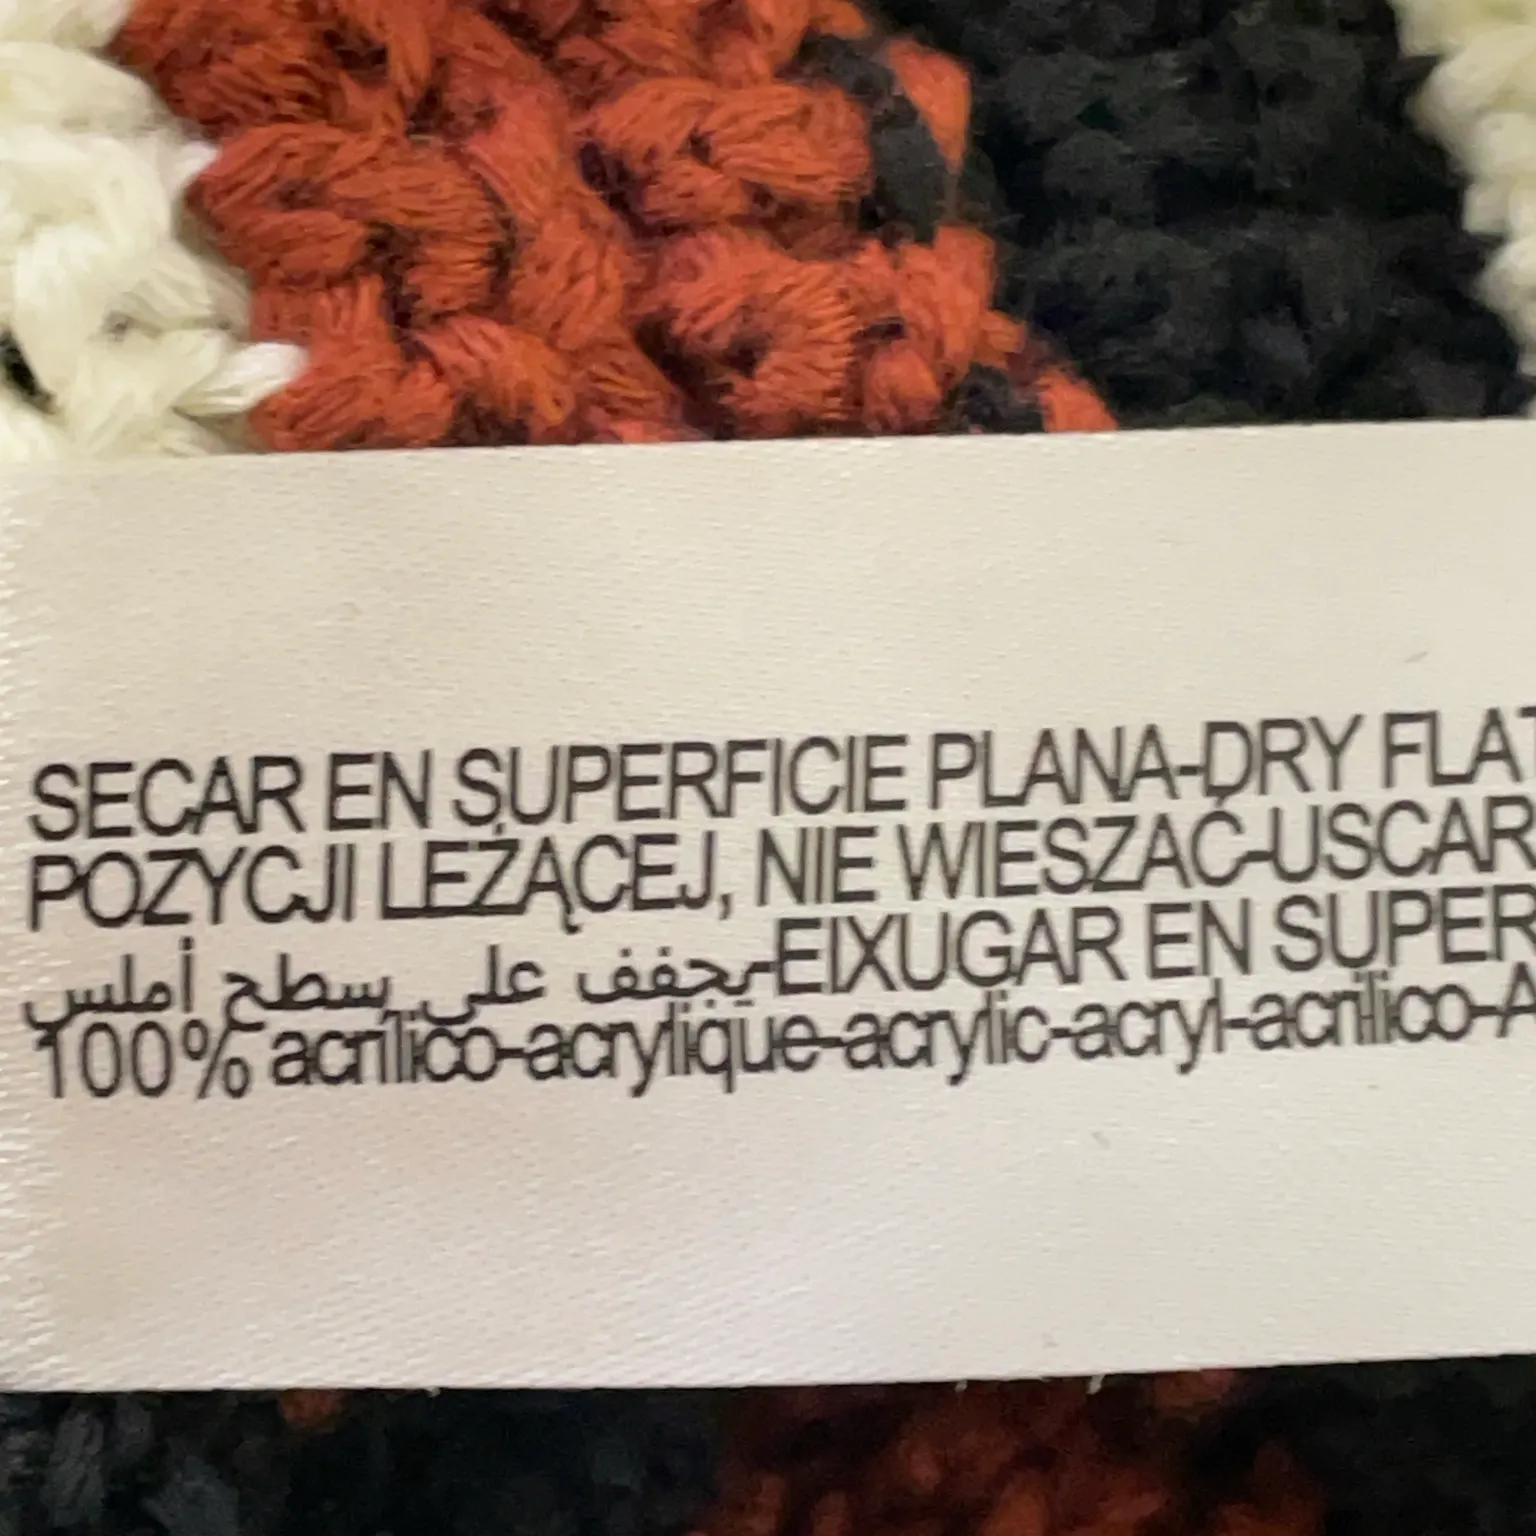 SECAR EN SUPERFICIE PLANA-DRY FLAT
POZYCJI LEŻĄCEJ, NIE WIESZAĆ-USCAR
يجفف على سطح أملس-EIXUGAR EN SUPER
100% acrílico-acrylique-acrylic-acryl-acrilico-A